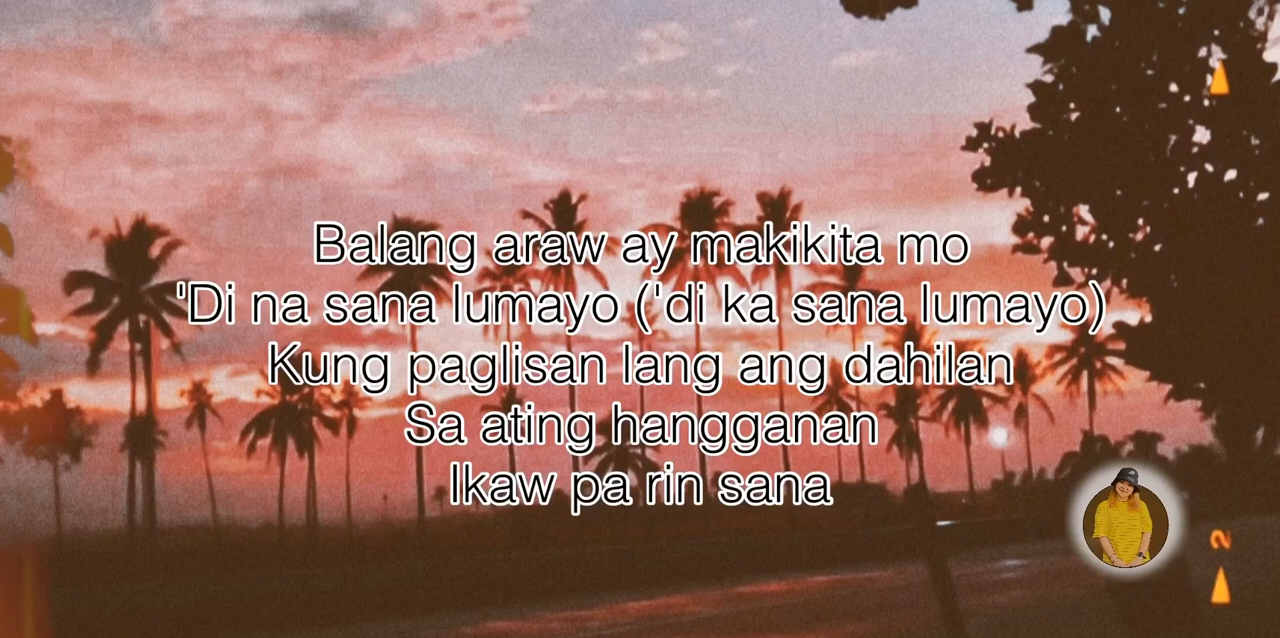 Balang araw ay makikita mo
'Di na sana lumayo ('di ka sana lumayo)
Kung paglisan lang ang dahilan
Sa ating hangganan
Ikaw pa rin sana
2